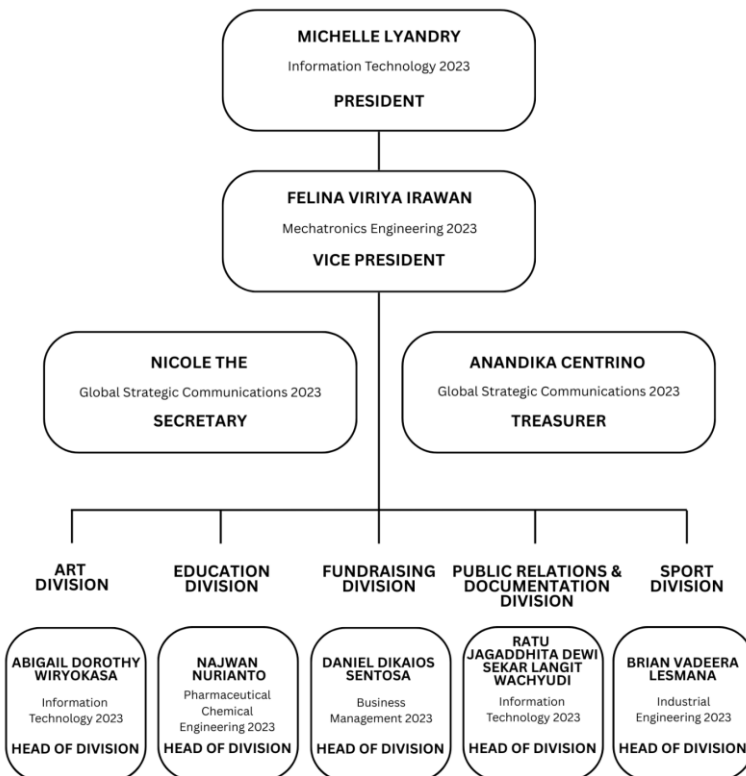 MICHELLE LYANDRY
Information Technology 2023
PRESIDENT
FELINA VIRIYA IRAWAN
Mechatronics Engineering 2023
VICE PRESIDENT
NICOLE THE
Global Strategic Communications 2023
SECRETARY
ANANDIKA CENTRINO
Global Strategic Communications 2023
TREASURER
ART
DIVISION
EDUCATION
DIVISION
FUNDRAISING
DIVISION
PUBLIC RELATIONS &
DOCUMENTATION
DIVISION
SPORT
DIVISION
ABIGAIL DOROTHY
WIRYOKASA
Information
Technology 2023
HEAD OF DIVISION
NAJWAN
NURIANTO
Pharmaceutical
Chemical
Engineering 2023
HEAD OF DIVISION
DANIEL DIKAIOS
SENTOSA
Business
Management 2023
HEAD OF DIVISION
RATU
JAGADDHITA DEWI
SEKAR LANGIT
WACHYUDI
Information
Technology 2023
HEAD OF DIVISION
BRIAN VADEERA
LESMANA
Industrial
Engineering 2023
HEAD OF DIVISION